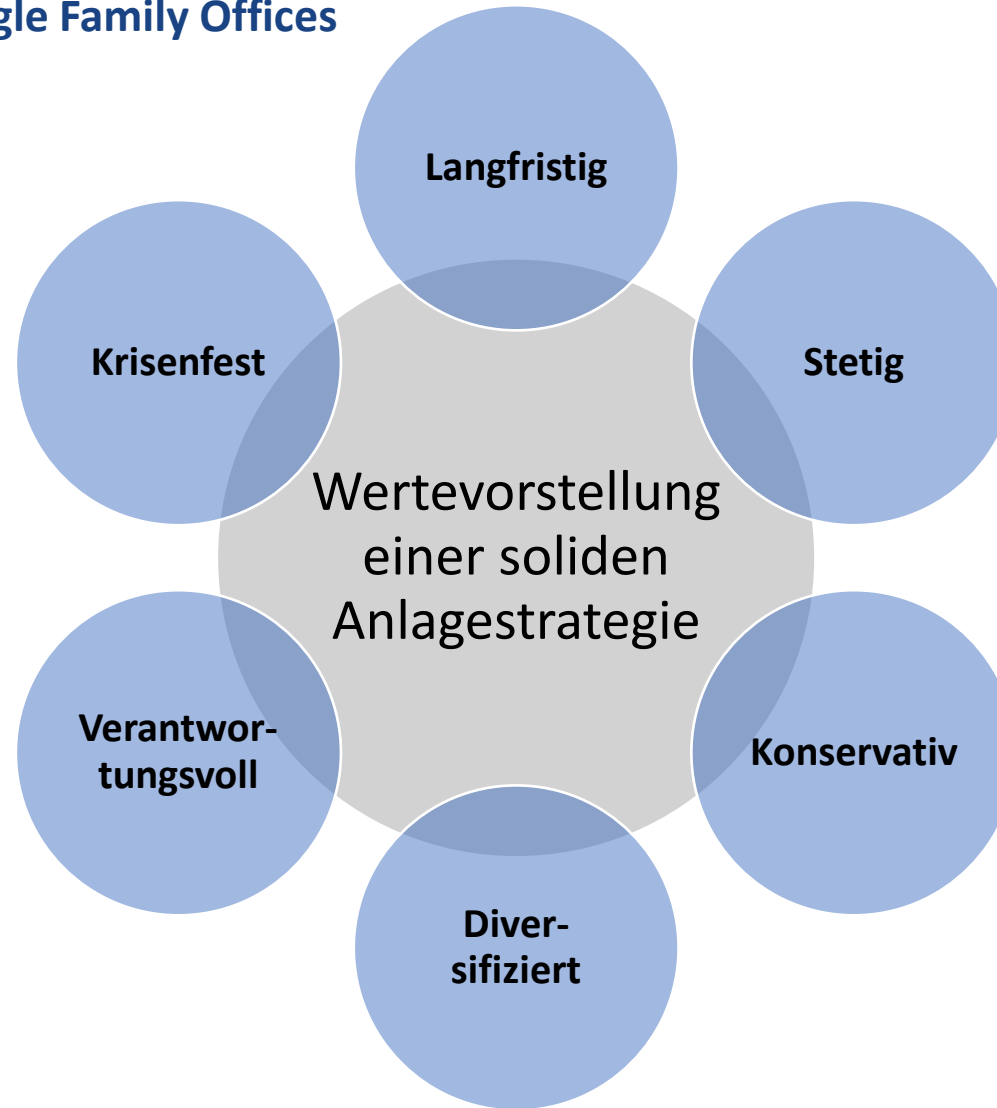 gle Family Offices
Langfristig
Krisenfest
Stetig
Wertevorstellung
einer soliden
Anlagestrategie
Verantwor-
tungsvoll
Konservativ
Diver-
sifiziert